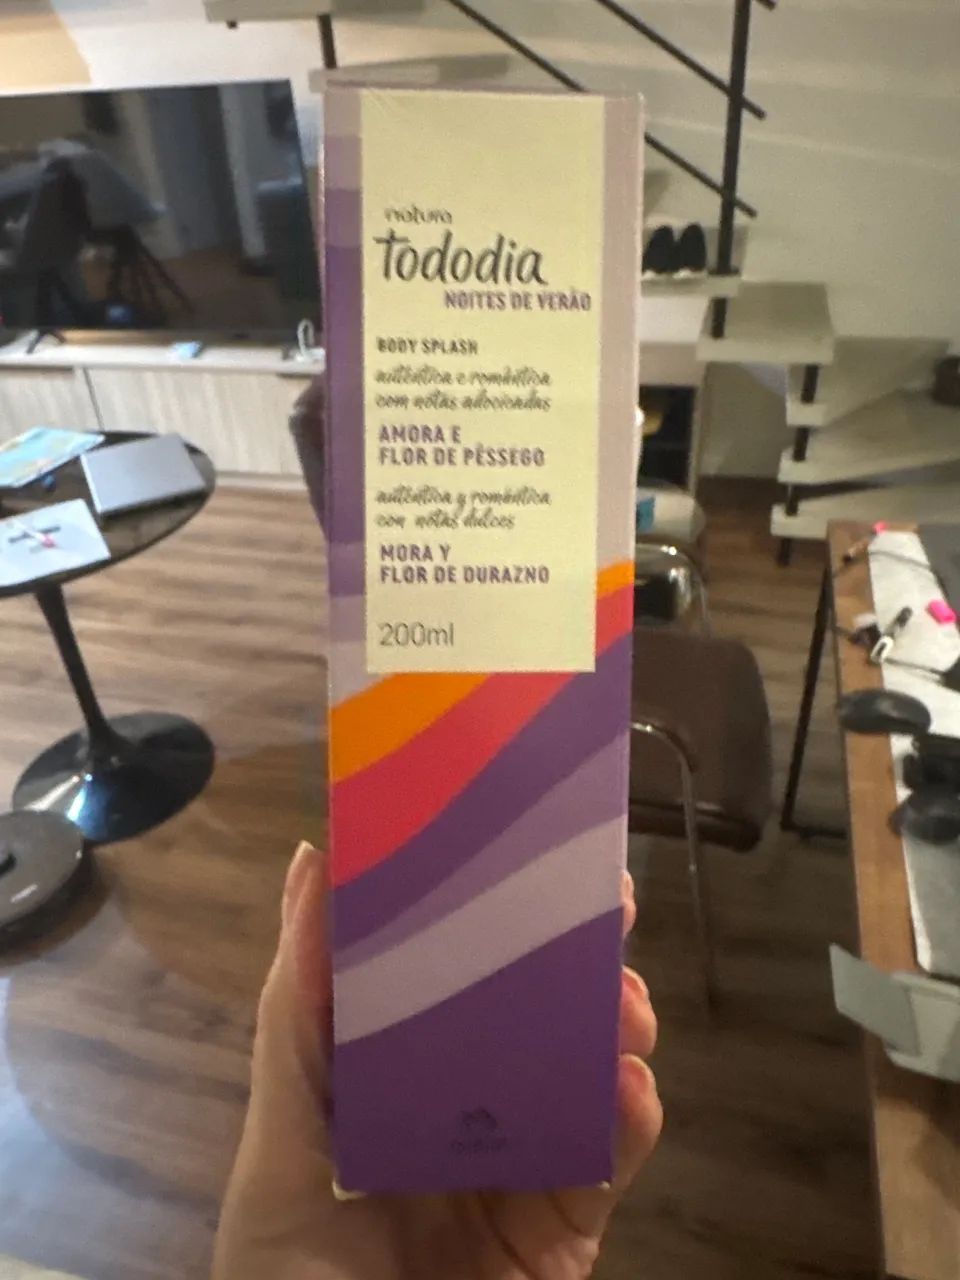 natura
tododia
NOITES DE VERÃO
BODY SPLASH
autêntica e romântica
com notas adocicadas
AMORA E
FLOR DE PÊSSEGO
auténtica y romántica
con notas dulces
MORA Y
FLOR DE DURAZNO
200ml